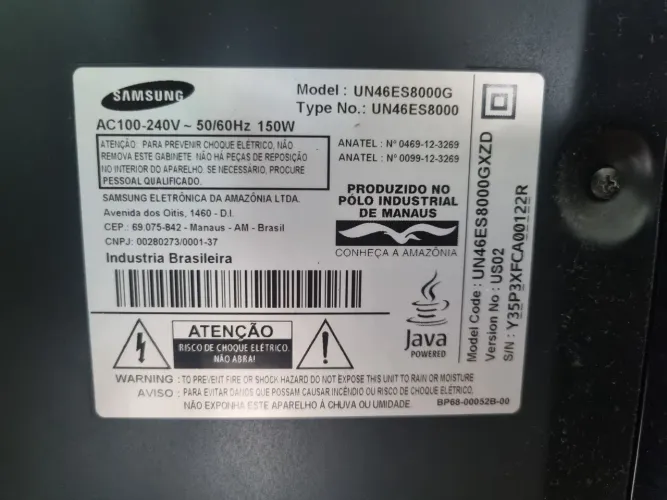 SAMSUNG
Model : UN46ES8000G
Type No.: UN46ES8000
AC100-240V ~ 50/60Hz 150W
ATENÇÃO: PARA PREVENIR CHOQUE ELÉTRICO, NÃO
REMOVA ESTE GABINETE. NÃO HÁ PEÇAS DE REPOSIÇÃO
NO INTERIOR DO APARELHO. SE NECESSÁRIO, PROCURE
PESSOAL QUALIFICADO.
ANATEL : Nº 0469-12-3269
ANATEL : Nº 0099-12-3269
SAMSUNG ELETRÔNICA DA AMAZÔNIA LTDA.
Avenida dos Oitis, 1460 - D.I.
CEP.: 69.075-842 - Manaus - AM - Brasil
CNPJ: 00280273/0001-37
Industria Brasileira
PRODUZIDO NO
PÓLO INDUSTRIAL
DE MANAUS
CONHEÇA A AMAZÔNIA
ATENÇÃO
RISCO DE CHOQUE ELÉTRICO.
NÃO ABRA!
Java
POWERED
WARNING : TO PREVENT FIRE OR SHOCK HAZARD DO NOT EXPOSE THIS UNIT TO RAIN OR MOISTURE
AVISO : PARA EVITAR DANOS QUE POSSAM CAUSAR INCÊNDIO OU RISCO DE CHOQUE ELÉTRICO,
NÃO EXPONHA ESTE APARELHO À CHUVA OU UMIDADE.
BP68-00052B-00
Model Code : UN46ES8000GXZD
Version No : US02
S/N : Y35P3XFCA00122R